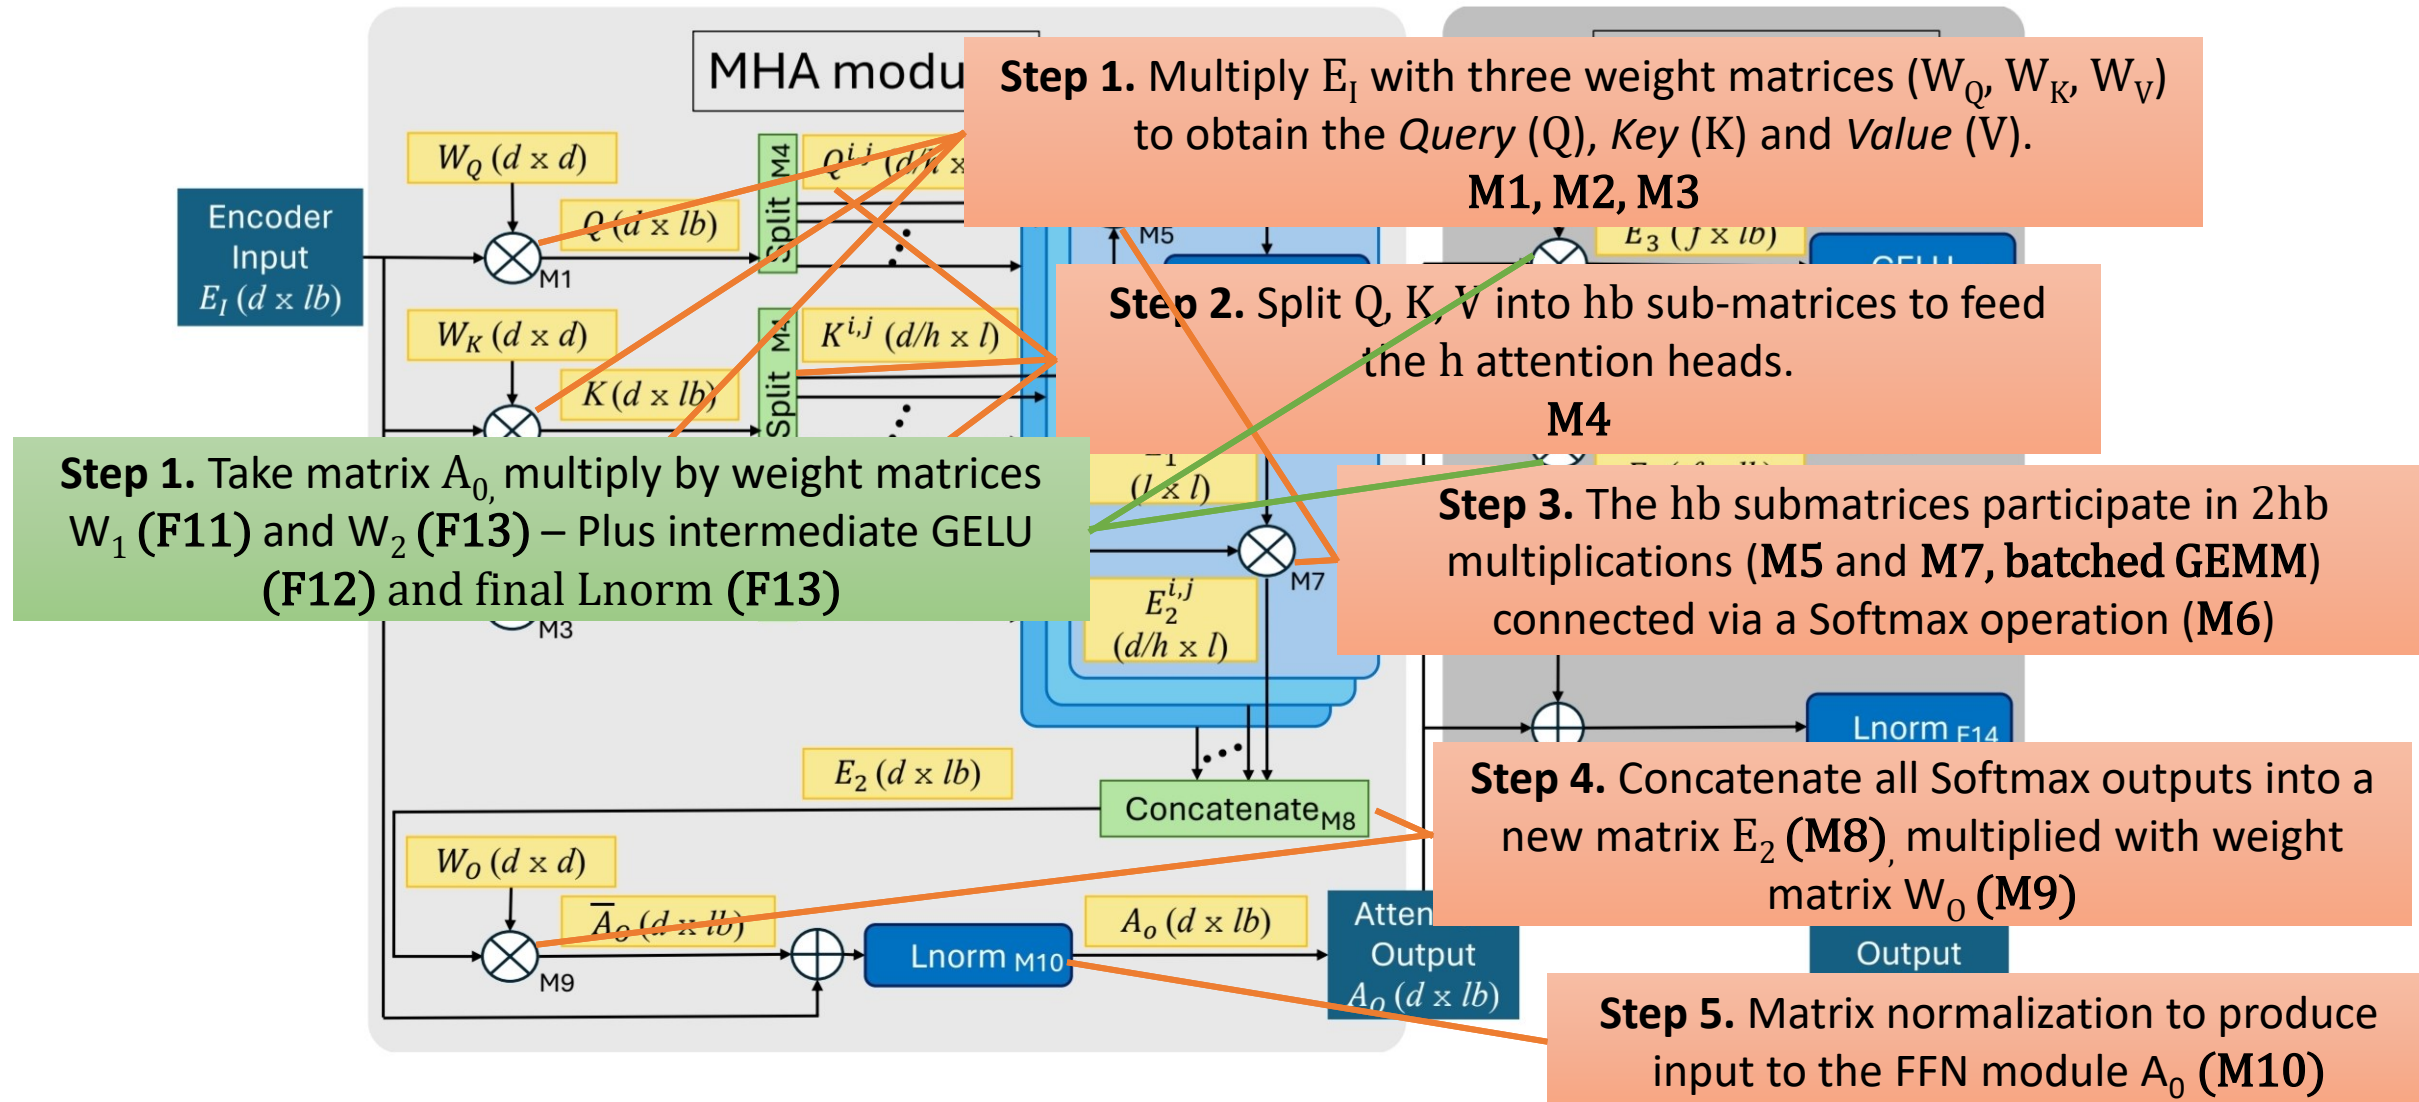 MHA modu
Step 1. Multiply E_I with three weight matrices (W_Q, W_K, W_V)
to obtain the Query (Q), Key (K) and Value (V).
M1, M2, M3
Encoder
Input
E_I (d x lb)
W_Q (d x d)
Q (d x lb)
M1
Split M4
Q^{i,j} (d/h x
M5
E_3 (f x lb)
GELU
Step 2. Split Q, K, V into hb sub-matrices to feed
the h attention heads.
M4
W_K (d x d)
K (d x lb)
Split M4
K^{i,j} (d/h x l)
Step 1. Take matrix A_0, multiply by weight matrices
W_1 (F11) and W_2 (F13) – Plus intermediate GELU
(F12) and final Lnorm (F13)
M3
(l x l)
M7
E_2^{i,j}
(d/h x l)
Step 3. The hb submatrices participate in 2hb
multiplications (M5 and M7, batched GEMM)
connected via a Softmax operation (M6)
Lnorm F14
E_2 (d x lb)
Concatenate M8
Step 4. Concatenate all Softmax outputs into a
new matrix E_2 (M8), multiplied with weight
matrix W_O (M9)
W_O (d x d)
A̅_O (d x lb)
M9
Lnorm M10
A_o (d x lb)
Atten
Output
A_O (d x lb)
Output
Step 5. Matrix normalization to produce
input to the FFN module A_0 (M10)